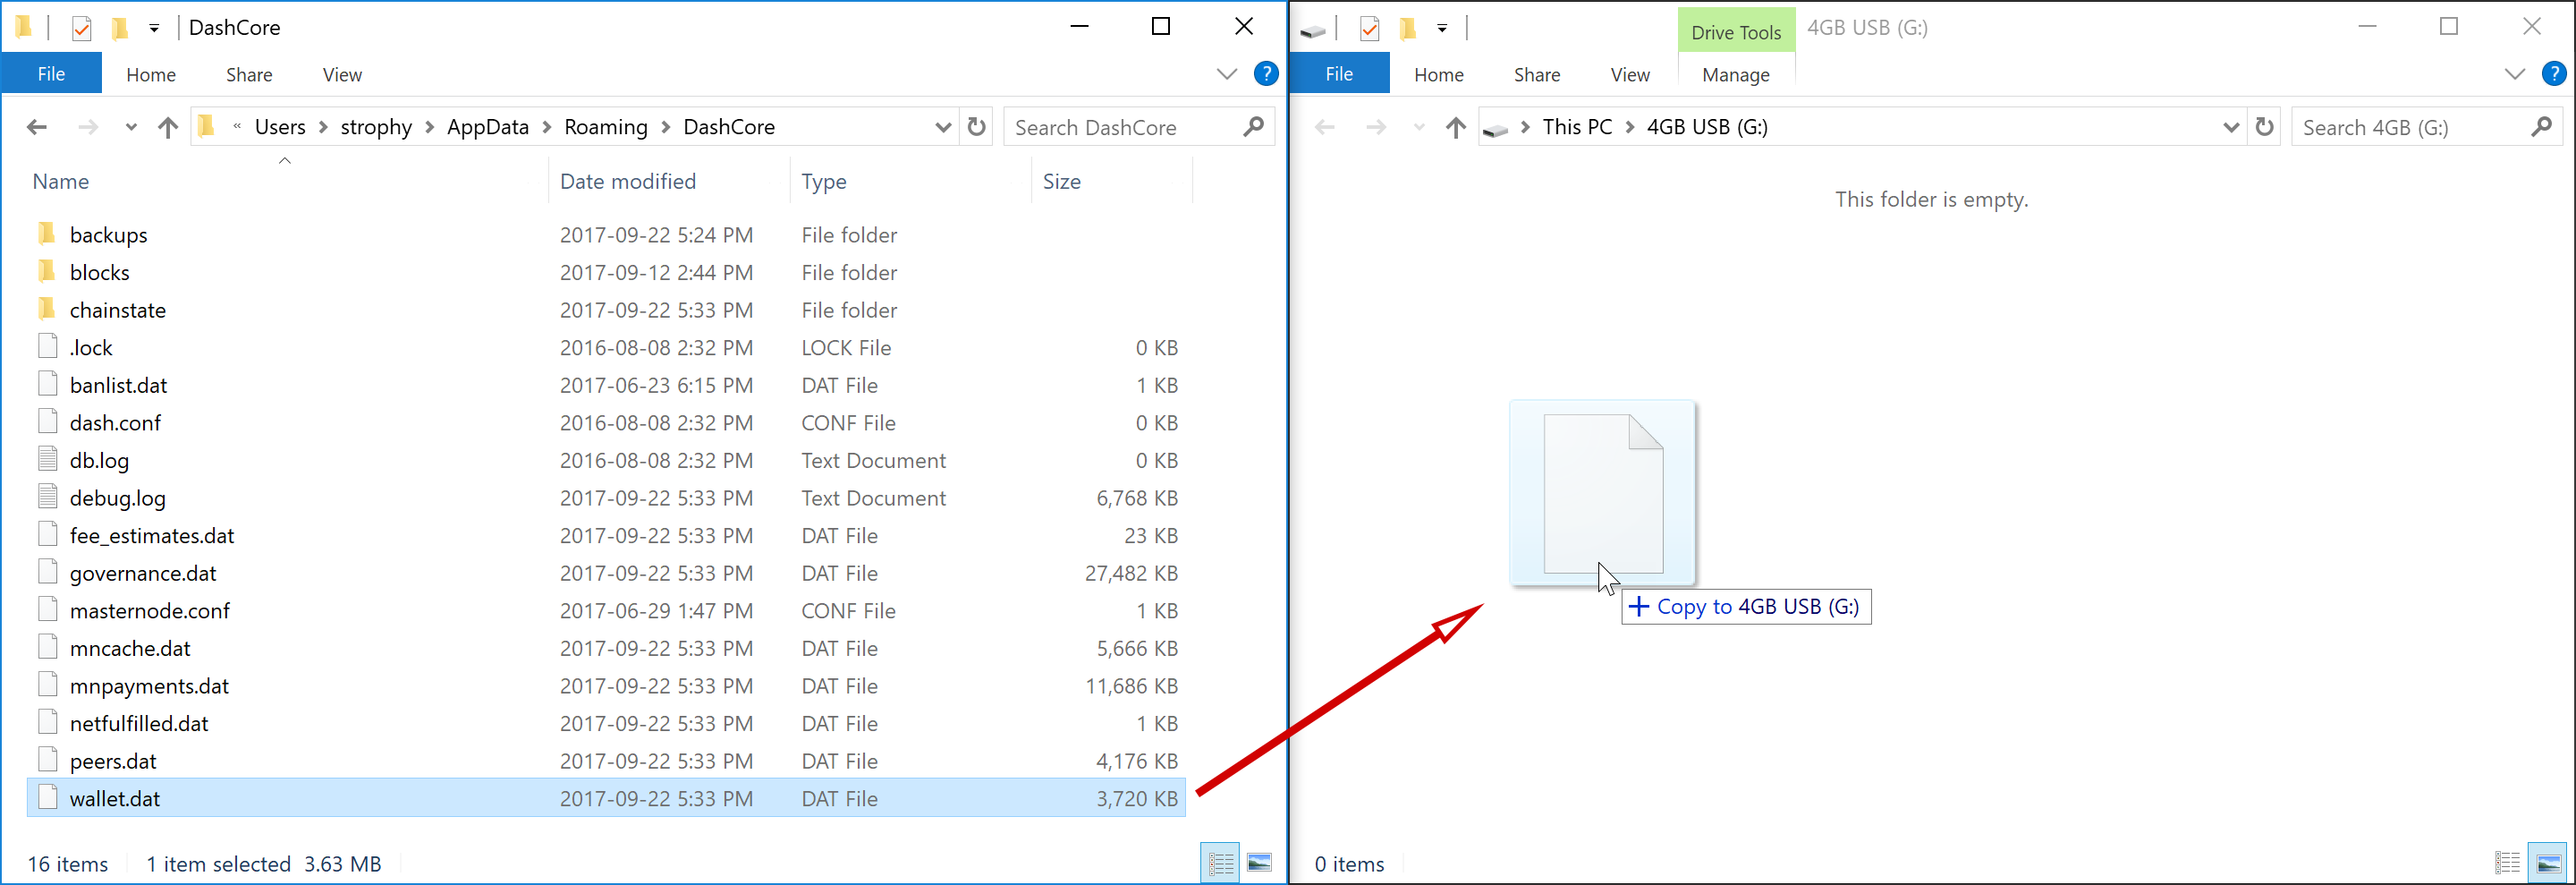 DashCore
File Home Share View ?
« Users > strophy > AppData > Roaming > DashCore
Search DashCore
Name Date modified Type Size
backups 2017-09-22 5:24 PM File folder
blocks 2017-09-12 2:44 PM File folder
chainstate 2017-09-22 5:33 PM File folder
.lock 2016-08-08 2:32 PM LOCK File 0 KB
banlist.dat 2017-06-23 6:15 PM DAT File 1 KB
dash.conf 2016-08-08 2:32 PM CONF File 0 KB
db.log 2016-08-08 2:32 PM Text Document 0 KB
debug.log 2017-09-22 5:33 PM Text Document 6,768 KB
fee_estimates.dat 2017-09-22 5:33 PM DAT File 23 KB
governance.dat 2017-09-22 5:33 PM DAT File 27,482 KB
masternode.conf 2017-06-29 1:47 PM CONF File 1 KB
mncache.dat 2017-09-22 5:33 PM DAT File 5,666 KB
mnpayments.dat 2017-09-22 5:33 PM DAT File 11,686 KB
netfulfilled.dat 2017-09-22 5:33 PM DAT File 1 KB
peers.dat 2017-09-22 5:33 PM DAT File 4,176 KB
wallet.dat 2017-09-22 5:33 PM DAT File 3,720 KB
16 items 1 item selected 3.63 MB
Drive Tools 4GB USB (G:)
File Home Share View Manage ?
This PC > 4GB USB (G:)
Search 4GB (G:)
This folder is empty.
+ Copy to 4GB USB (G:)
0 items